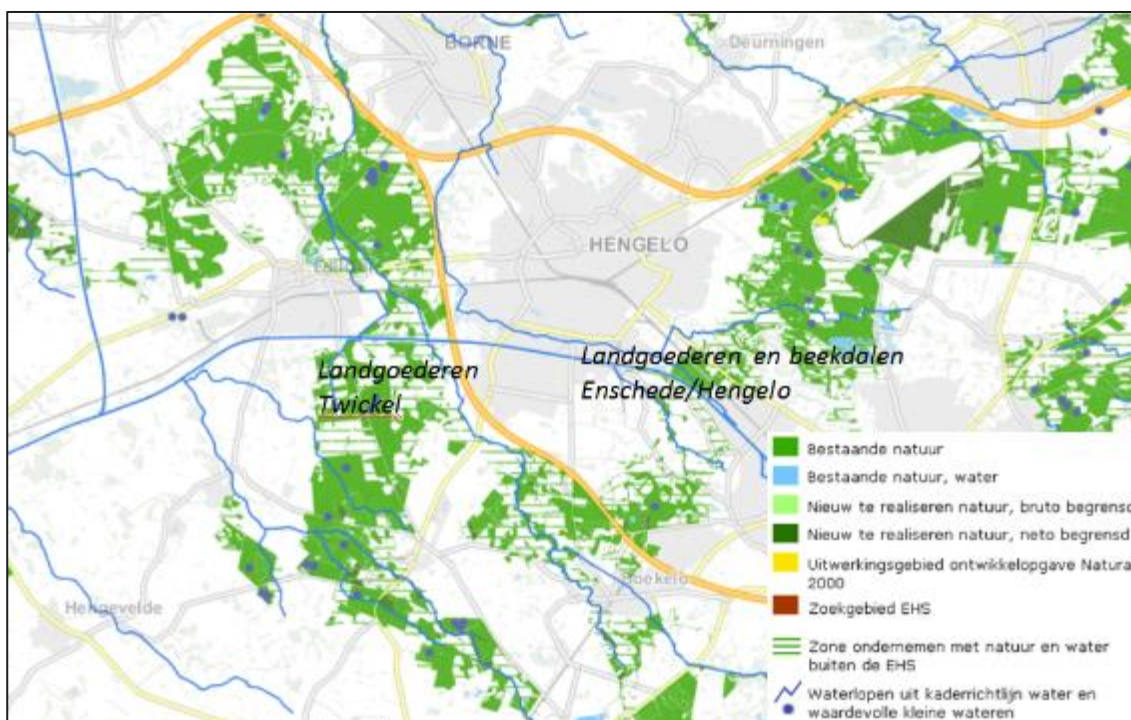 BORNE
Deurningen
HENGELO
Landgoederen
Twickel
Landgoederen en beekdalen
Enschede/Hengelo
Boekelo
Hengevelde
Bestaande natuur
Bestaande natuur, water
Nieuw te realiseren natuur, bruto begrensd
Nieuw te realiseren natuur, neto begrensd
Uitwerkingsgebied ontwikkelopgave Natura
2000
Zoekgebied EHS
Zone ondernemen met natuur en water
buiten de EHS
Waterlopen uit kaderrichtlijn water en
waardevolle kleine wateren